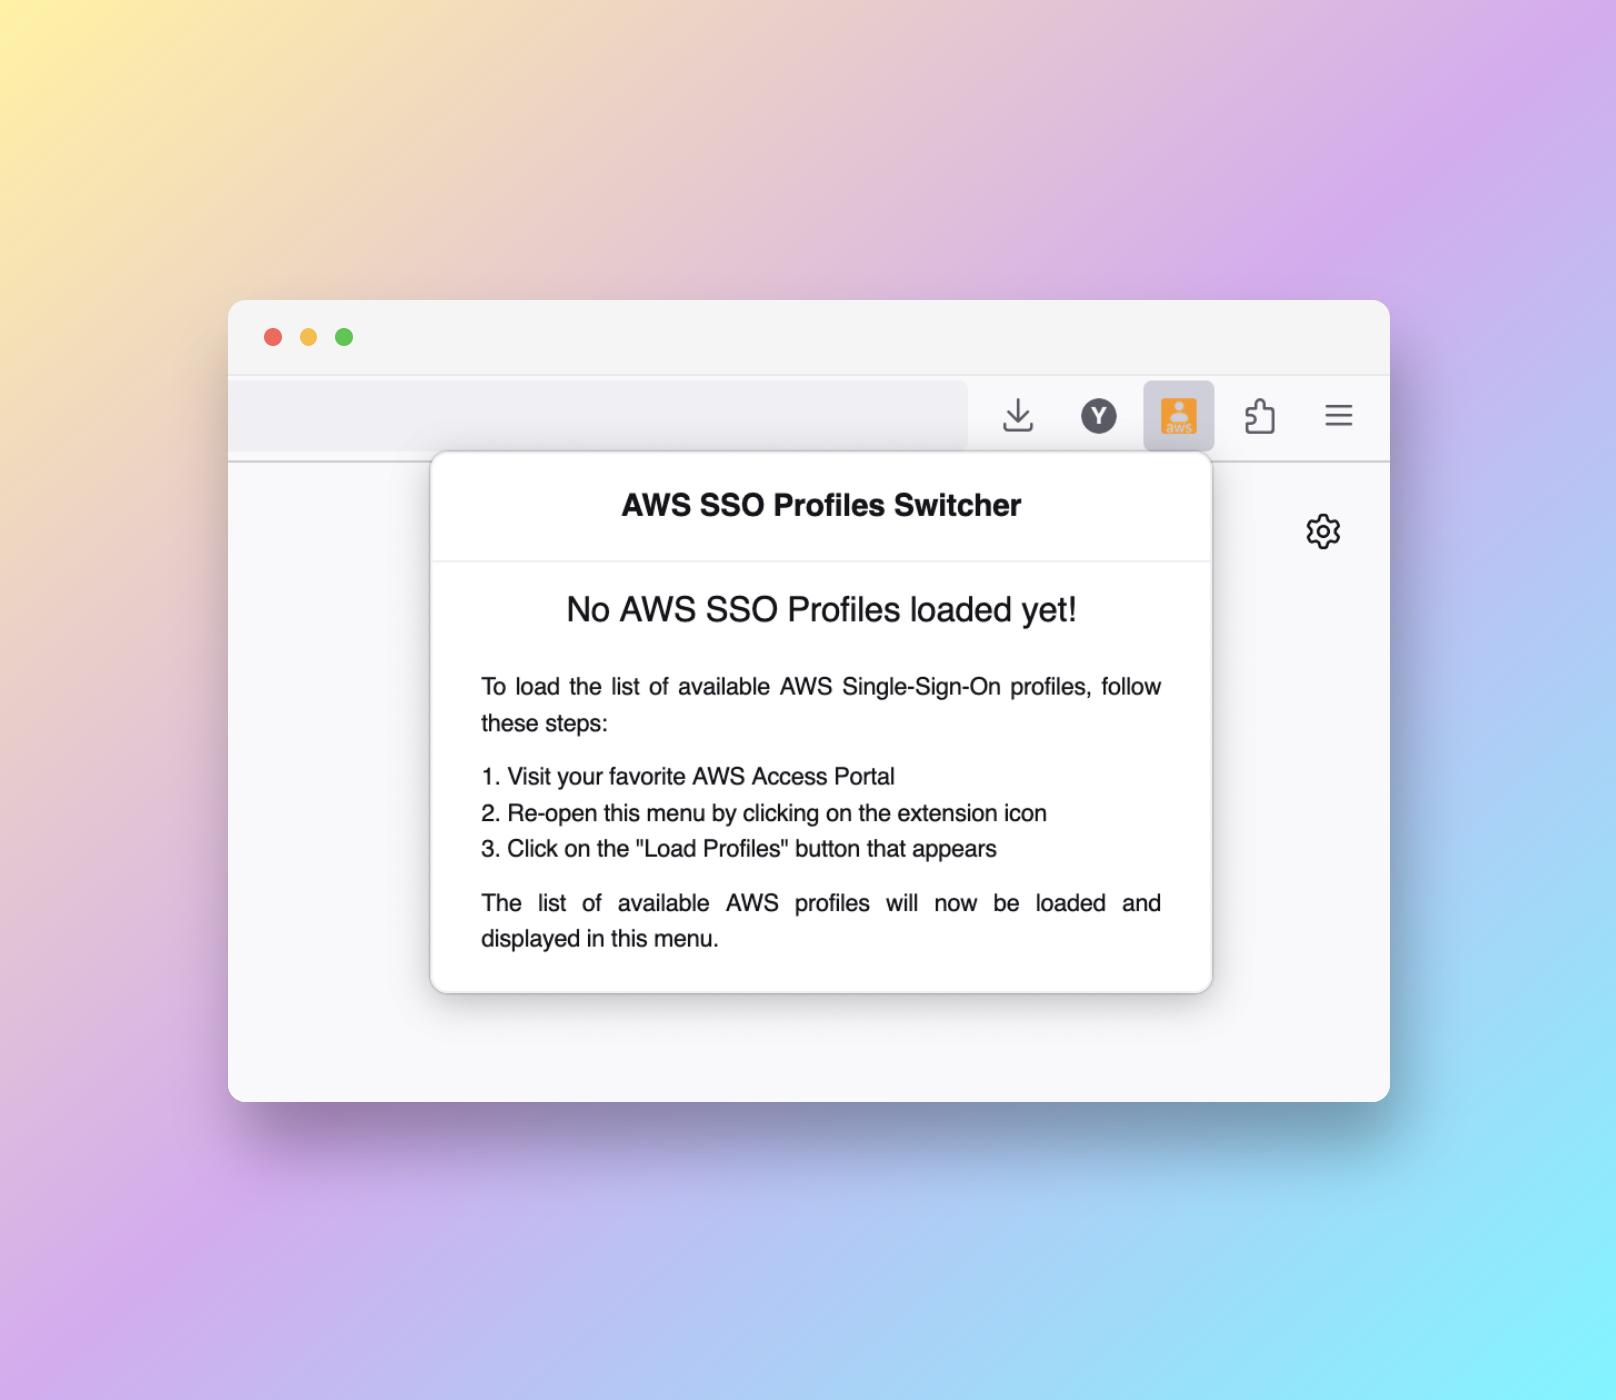 Y
aws
AWS SSO Profiles Switcher
No AWS SSO Profiles loaded yet!
To load the list of available AWS Single-Sign-On profiles, follow
these steps:
1. Visit your favorite AWS Access Portal
2. Re-open this menu by clicking on the extension icon
3. Click on the "Load Profiles" button that appears
The list of available AWS profiles will now be loaded and
displayed in this menu.